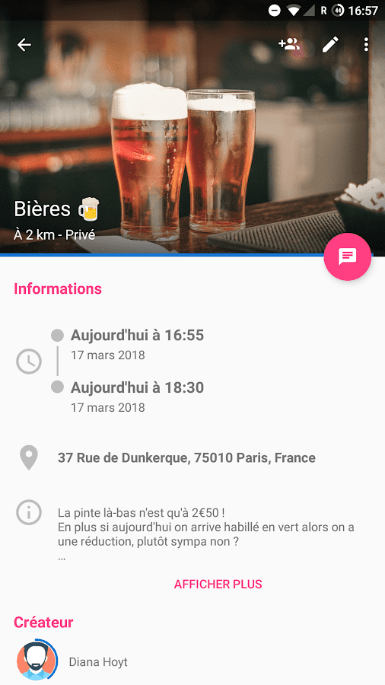 R 16:57
Bières 🍺
À 2 km - Privé
Informations
Aujourd'hui à 16:55
17 mars 2018
Aujourd'hui à 18:30
17 mars 2018
37 Rue de Dunkerque, 75010 Paris, France
La pinte là-bas n'est qu'à 2€50 !
En plus si aujourd'hui on arrive habillé en vert alors on a
une réduction, plutôt sympa non ?
...
AFFICHER PLUS
Créateur
Diana Hoyt